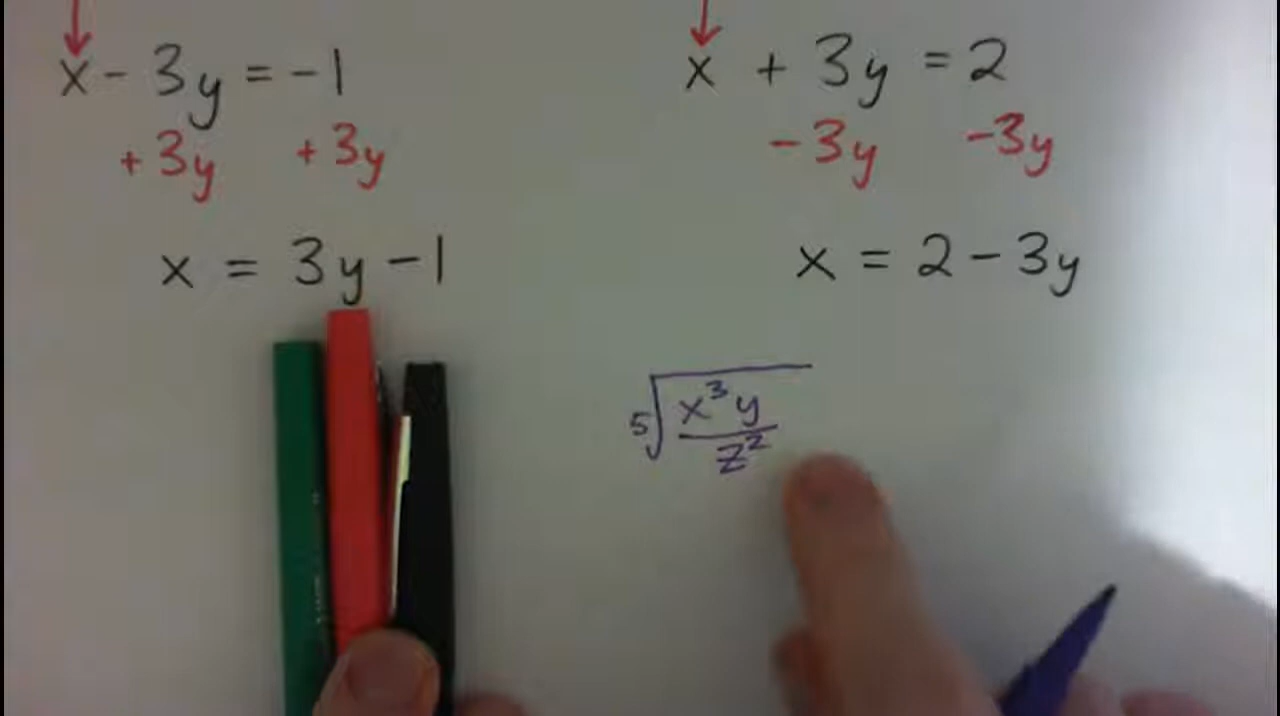 x - 3y = -1
+ 3y + 3y
x = 3y - 1
x + 3y = 2
- 3y - 3y
x = 2 - 3y
⁵√(x³y / z²)